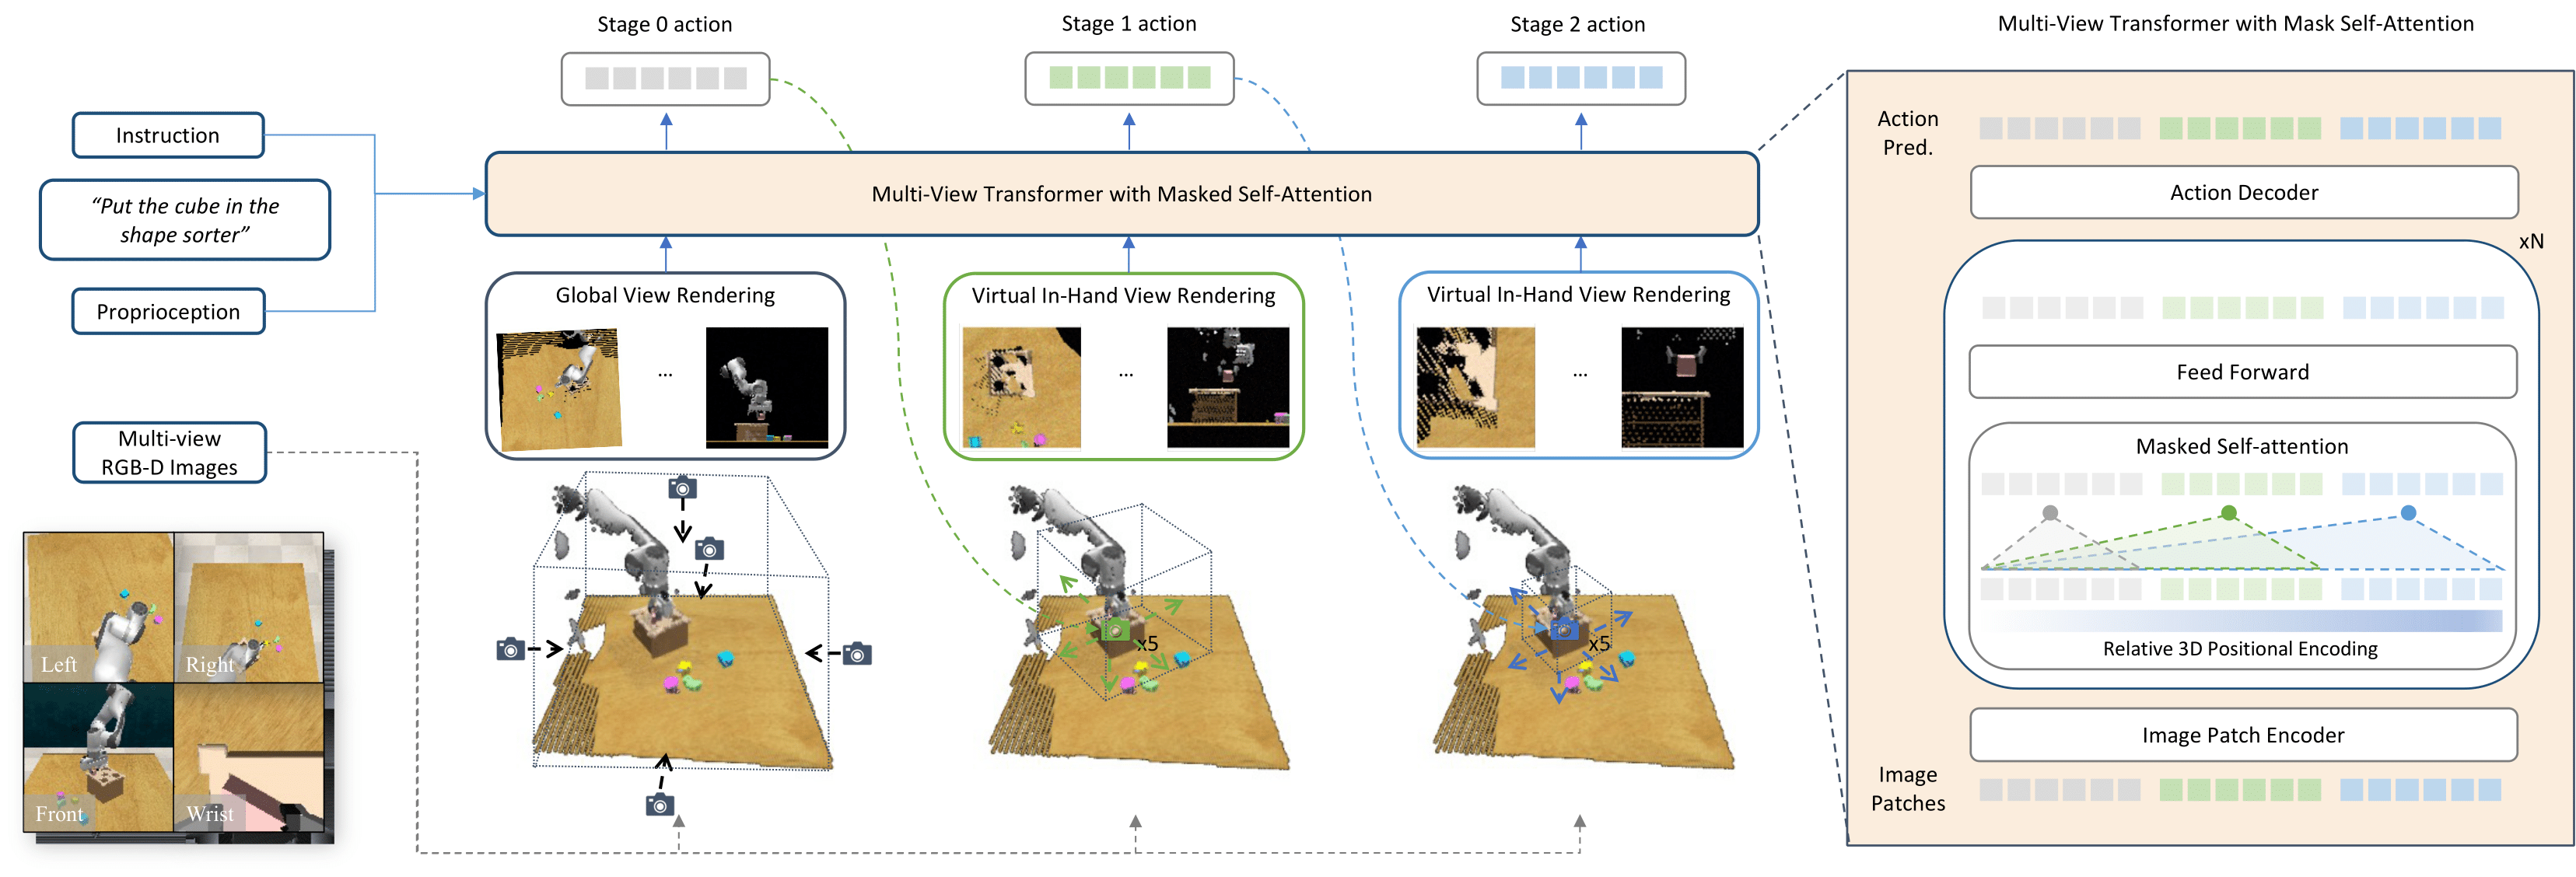 Stage 0 action
Stage 1 action
Stage 2 action
Multi-View Transformer with Mask Self-Attention
Instruction
“Put the cube in the
shape sorter”
Proprioception
Multi-view
RGB-D Images
Left
Right
Front
Wrist
Multi-View Transformer with Masked Self-Attention
Global View Rendering
...
Virtual In-Hand View Rendering
...
Virtual In-Hand View Rendering
...
x5
x5
Action
Pred.
Action Decoder
xN
Feed Forward
Masked Self-attention
Relative 3D Positional Encoding
Image Patch Encoder
Image
Patches